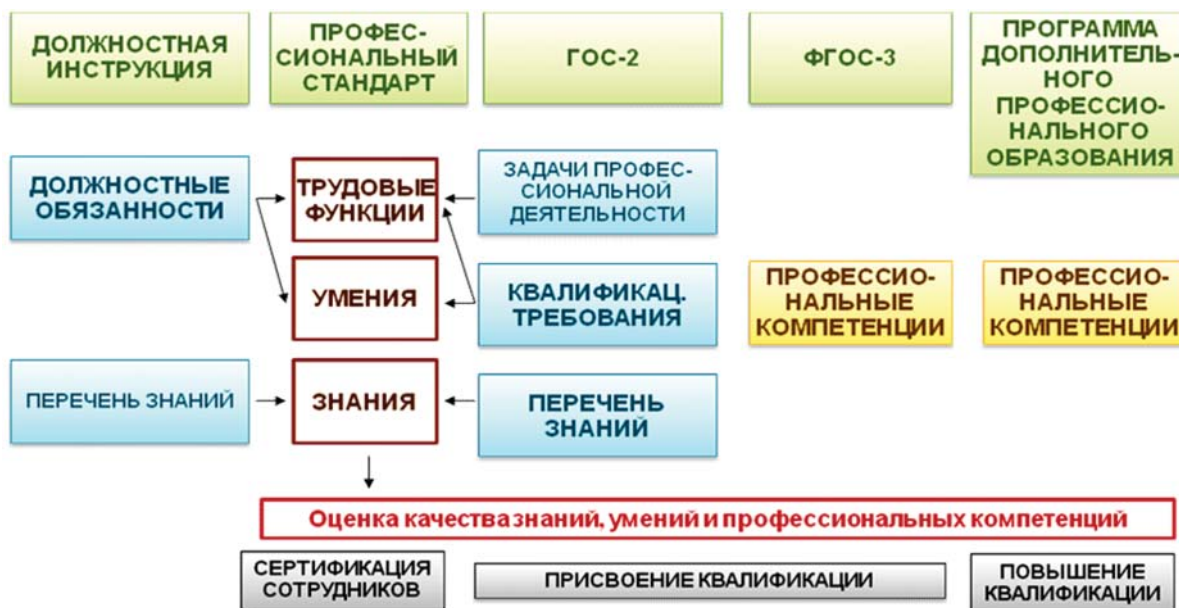 ДОЛЖНОСТНАЯ
ИНСТРУКЦИЯ
ПРОФЕС-
СИОНАЛЬНЫЙ
СТАНДАРТ
ГОС-2
ФГОС-3
ПРОГРАММА
ДОПОЛНИТЕЛЬ-
НОГО
ПРОФЕССИО-
НАЛЬНОГО
ОБРАЗОВАНИЯ
ДОЛЖНОСТНЫЕ
ОБЯЗАННОСТИ
ТРУДОВЫЕ
ФУНКЦИИ
ЗАДАЧИ ПРОФЕС-
СИОНАЛЬНОЙ
ДЕЯТЕЛЬНОСТИ
УМЕНИЯ
КВАЛИФИКАЦ.
ТРЕБОВАНИЯ
ПРОФЕССИО-
НАЛЬНЫЕ
КОМПЕТЕНЦИИ
ПРОФЕССИО-
НАЛЬНЫЕ
КОМПЕТЕНЦИИ
ПЕРЕЧЕНЬ ЗНАНИЙ
ЗНАНИЯ
ПЕРЕЧЕНЬ
ЗНАНИЙ
Оценка качества знаний, умений и профессиональных компетенций
СЕРТИФИКАЦИЯ
СОТРУДНИКОВ
ПРИСВОЕНИЕ КВАЛИФИКАЦИИ
ПОВЫШЕНИЕ
КВАЛИФИКАЦИИ